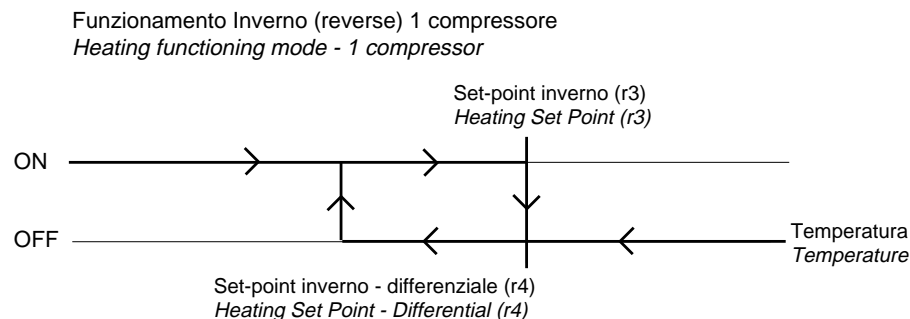 Funzionamento Inverno (reverse) 1 compressore
Heating functioning mode - 1 compressor
Set-point inverno (r3)
Heating Set Point (r3)
ON
OFF
Temperatura
Temperature
Set-point inverno - differenziale (r4)
Heating Set Point - Differential (r4)